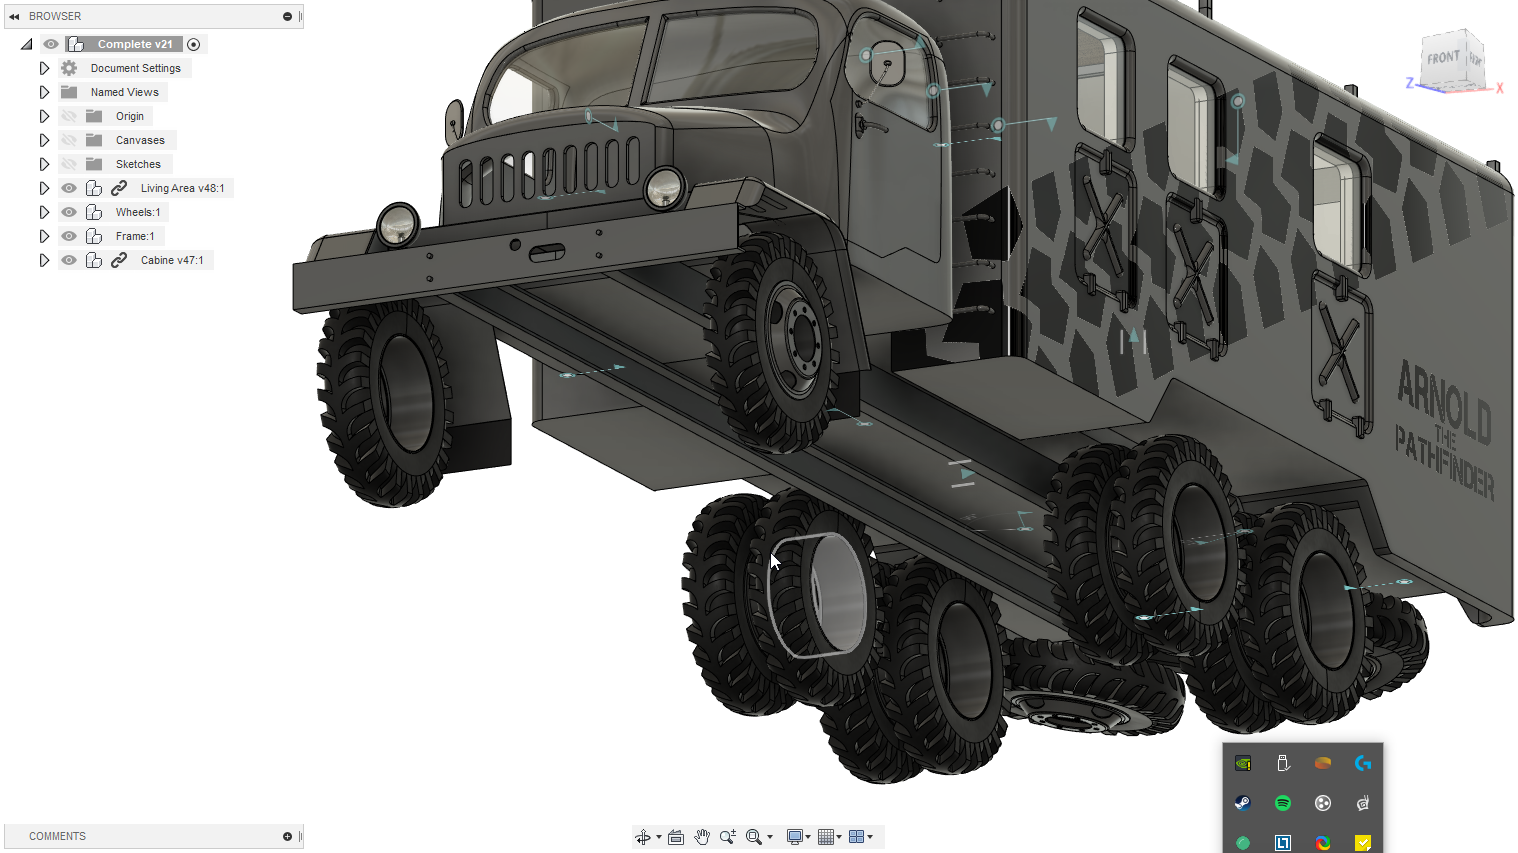 BROWSER
Complete v21
Document Settings
Named Views
Origin
Canvases
Sketches
Living Area v48:1
Wheels:1
Frame:1
Cabine v47:1
FRONT
Z
X
ARNOLD
THE
PATHFINDER
COMMENTS